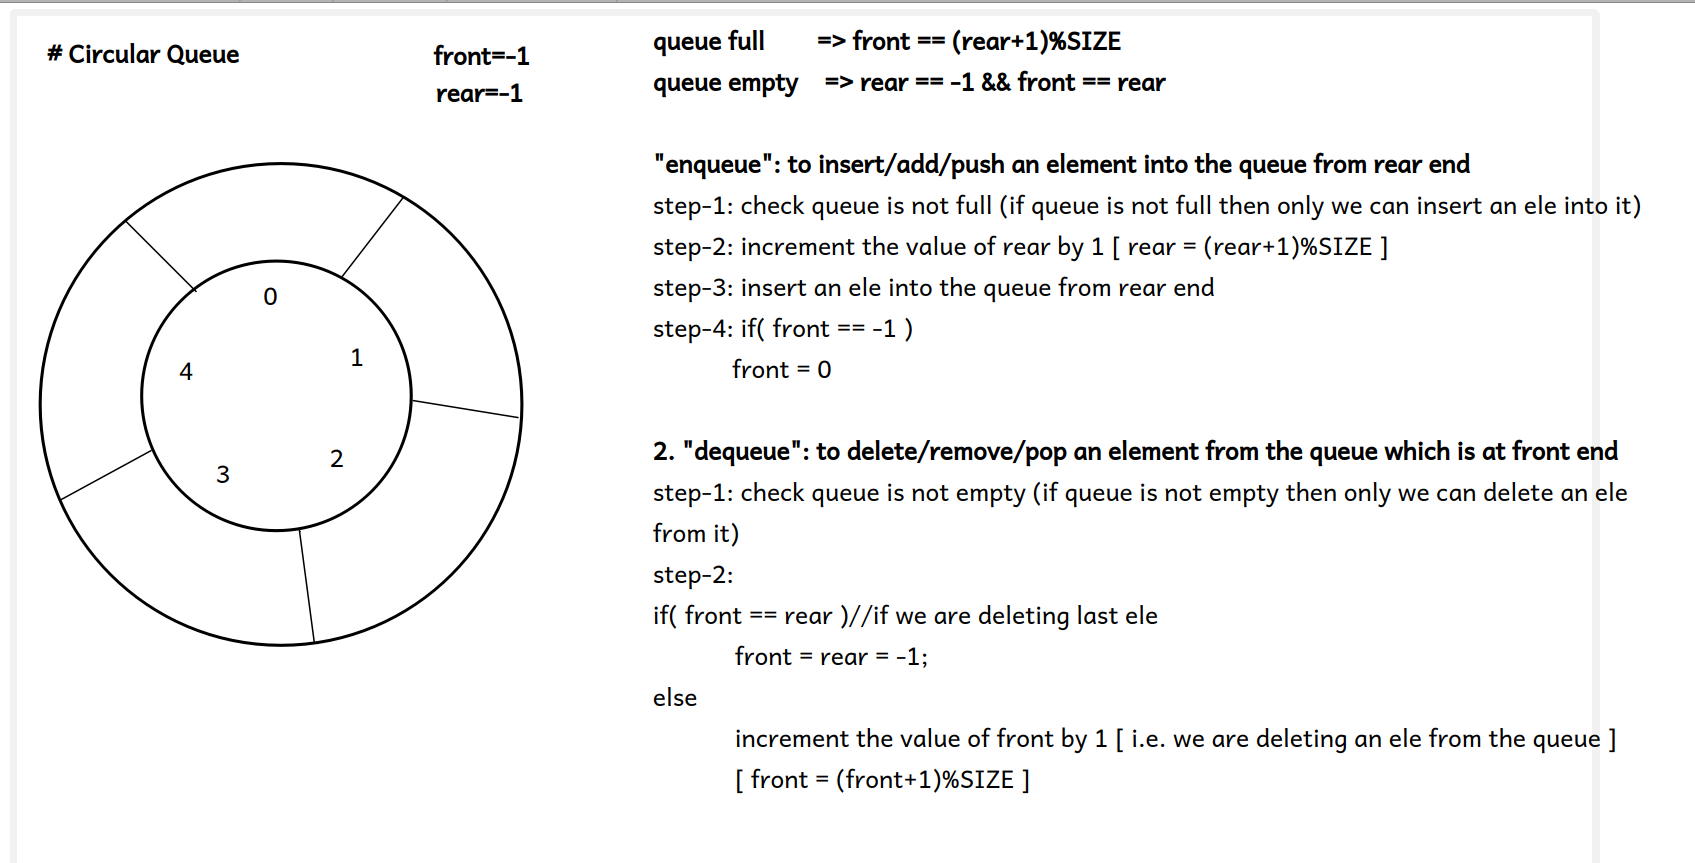 # Circular Queue
front=-1
rear=-1
0
1
4
2
3
queue full => front == (rear+1)%SIZE
queue empty => rear == -1 && front == rear
"enqueue": to insert/add/push an element into the queue from rear end
step-1: check queue is not full (if queue is not full then only we can insert an ele into it)
step-2: increment the value of rear by 1 [ rear = (rear+1)%SIZE ]
step-3: insert an ele into the queue from rear end
step-4: if( front == -1 )
front = 0
2. "dequeue": to delete/remove/pop an element from the queue which is at front end
step-1: check queue is not empty (if queue is not empty then only we can delete an ele
from it)
step-2:
if( front == rear )//if we are deleting last ele
front = rear = -1;
else
increment the value of front by 1 [ i.e. we are deleting an ele from the queue ]
[ front = (front+1)%SIZE ]